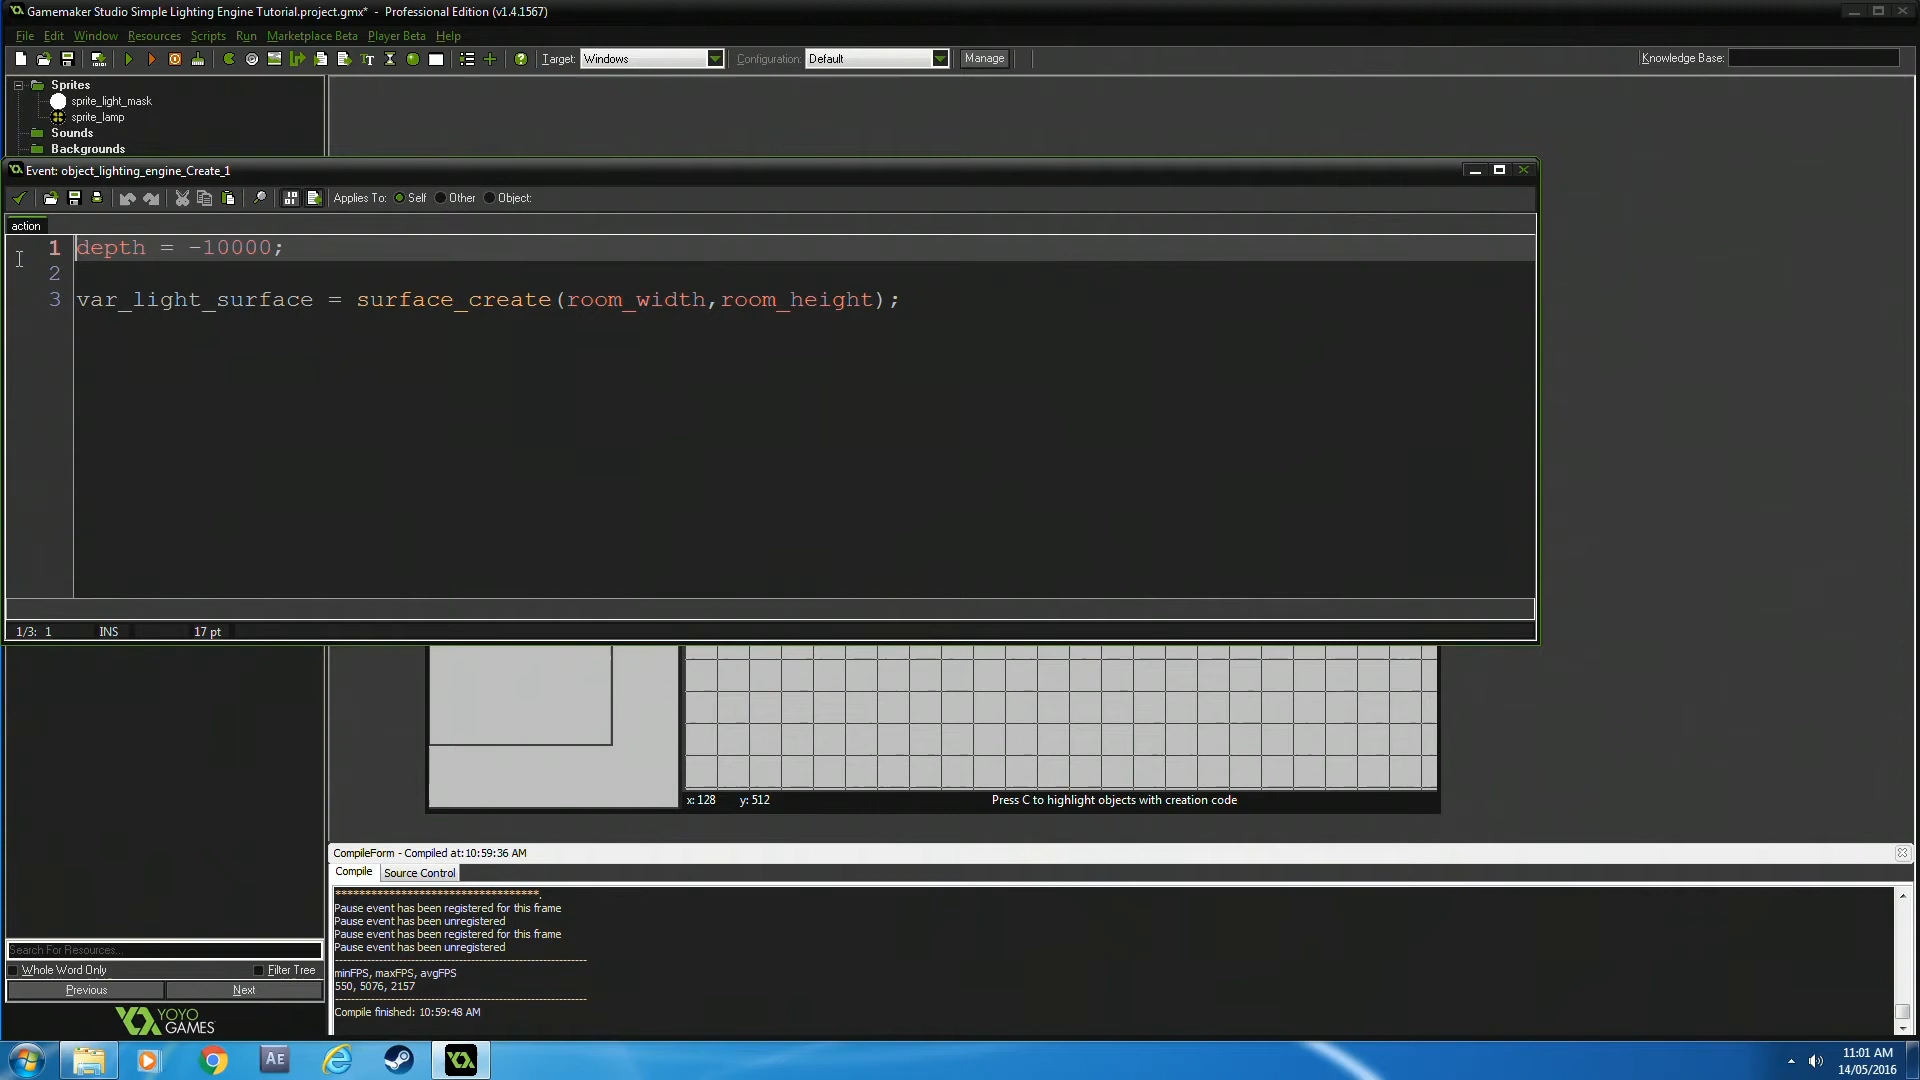 Gamemaker Studio Simple Lighting Engine Tutorial.project.gmx* - Professional Edition (v1.4.1567)
File Edit Window Resources Scripts Run Marketplace Beta Player Beta Help
Target: Windows Configuration: Default Manage Knowledge Base:
Sprites
sprite_light_mask
sprite_lamp
Sounds
Backgrounds
Event: object_lighting_engine_Create_1
Applies To: Self Other Object:
action
1 depth = -10000;
2
3 var_light_surface = surface_create(room_width,room_height);
1/3: 1 INS 17 pt
x: 128 y: 512 Press C to highlight objects with creation code
CompileForm - Compiled at:10:59:36 AM
Compile Source Control
***********************************.
Pause event has been registered for this frame
Pause event has been unregistered
Pause event has been registered for this frame
Pause event has been unregistered
minFPS, maxFPS, avgFPS
550, 5076, 2157
Compile finished: 10:59:48 AM
Search For Resources...
Whole Word Only Filter Tree
Previous Next
YOYO
GAMES
AE
11:01 AM
14/05/2016